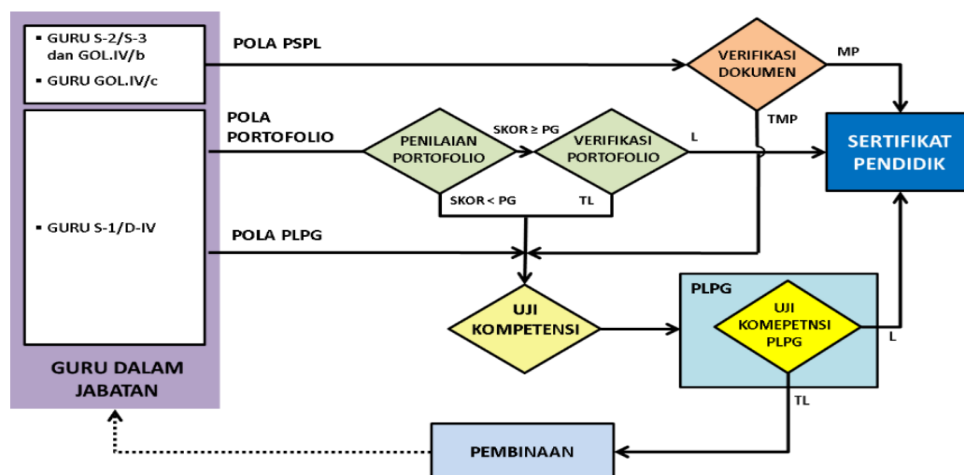 ▪ GURU S-2/S-3
dan GOL.IV/b
▪ GURU GOL.IV/c
POLA PSPL
VERIFIKASI
DOKUMEN
MP
TMP
POLA
PORTOFOLIO
PENILAIAN
PORTOFOLIO
SKOR ≥ PG
VERIFIKASI
PORTOFOLIO
L
SERTIFIKAT
PENDIDIK
SKOR < PG
TL
▪ GURU S-1/D-IV
POLA PLPG
UJI
KOMPETENSI
PLPG
UJI
KOMEPETNSI
PLPG
L
TL
GURU DALAM
JABATAN
PEMBINAAN